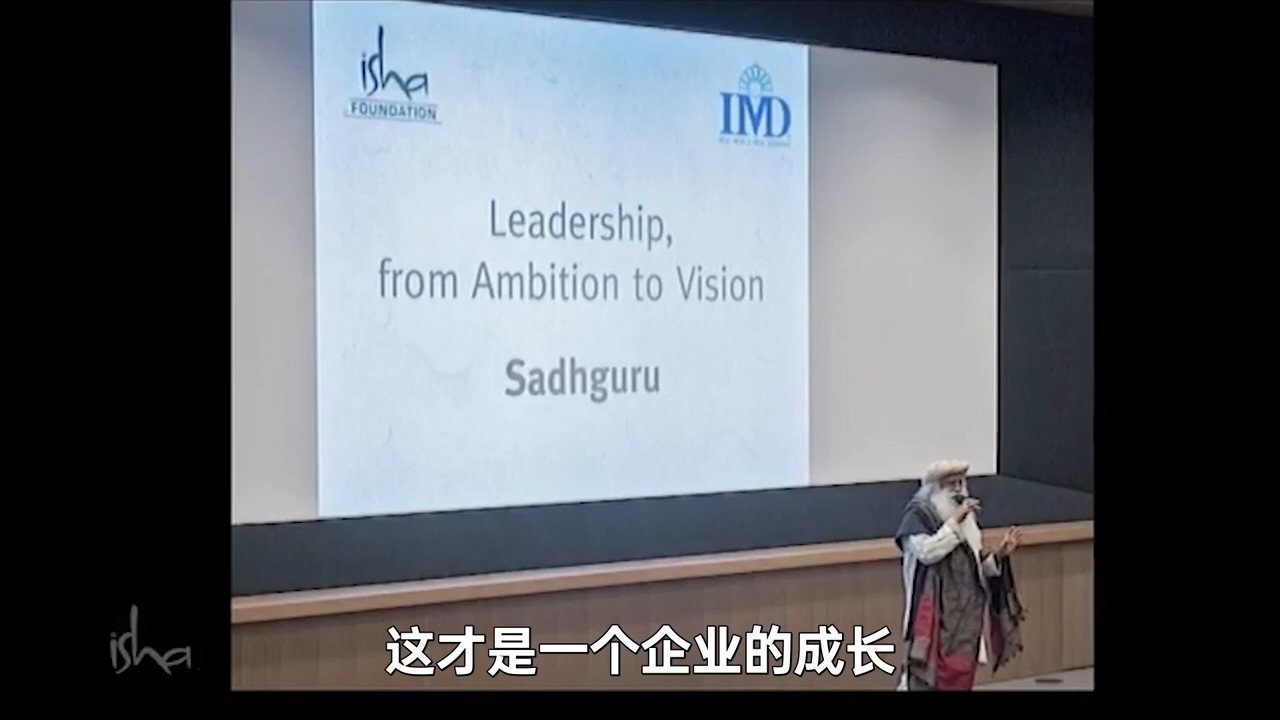 isha
FOUNDATION
IMD
Leadership,
from Ambition to Vision
Sadhguru
isha
这才是一个企业的成长